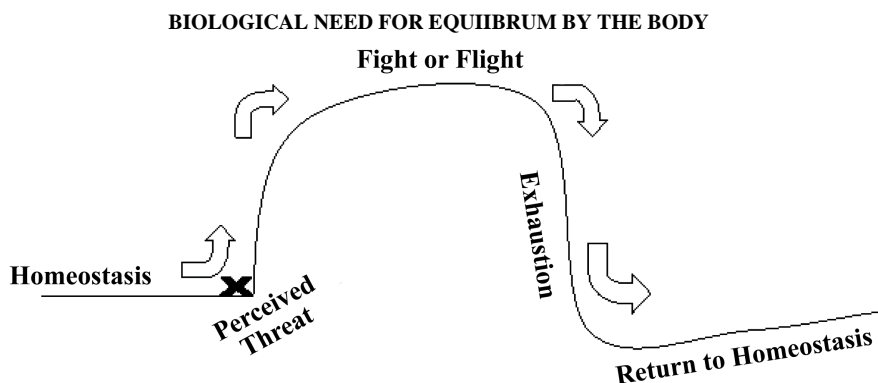 BIOLOGICAL NEED FOR EQUIIBRUM BY THE BODY
Fight or Flight
Homeostasis
Perceived
Threat
Exhaustion
Return to Homeostasis